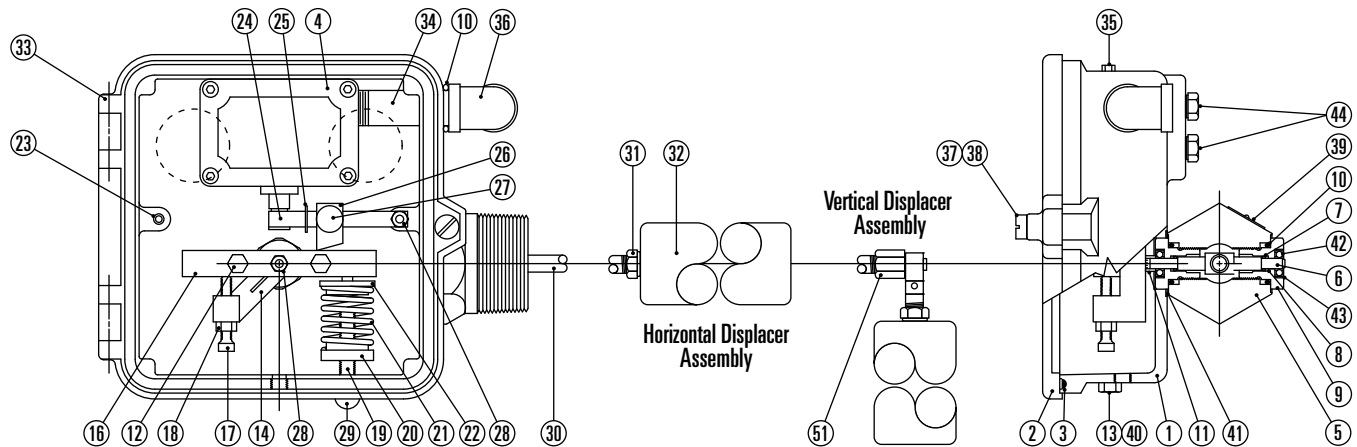 24 25 4 34 10 36 35
33
44
23
26
27
31 32
37 38
39
10
7
42
6
43
8
9
5
Vertical Displacer
Assembly
Horizontal Displacer
Assembly
16 12 18 17 14 28 29 19 20 21 22 28 30 51 2 3 13 40 1 11 41